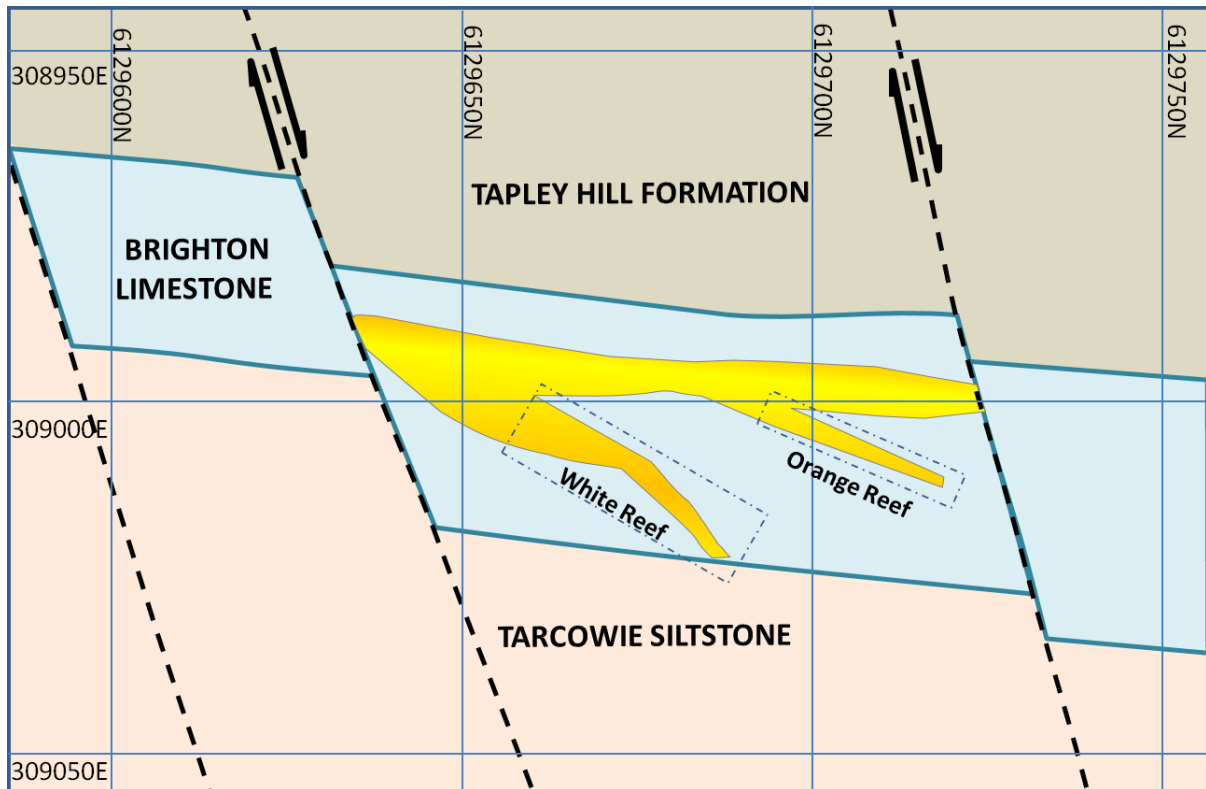 6129600N
6129650N
6129700N
6129750N
308950E
TAPLEY HILL FORMATION
BRIGHTON
LIMESTONE
309000E
Orange Reef
White Reef
TARCOWIE SILTSTONE
309050E